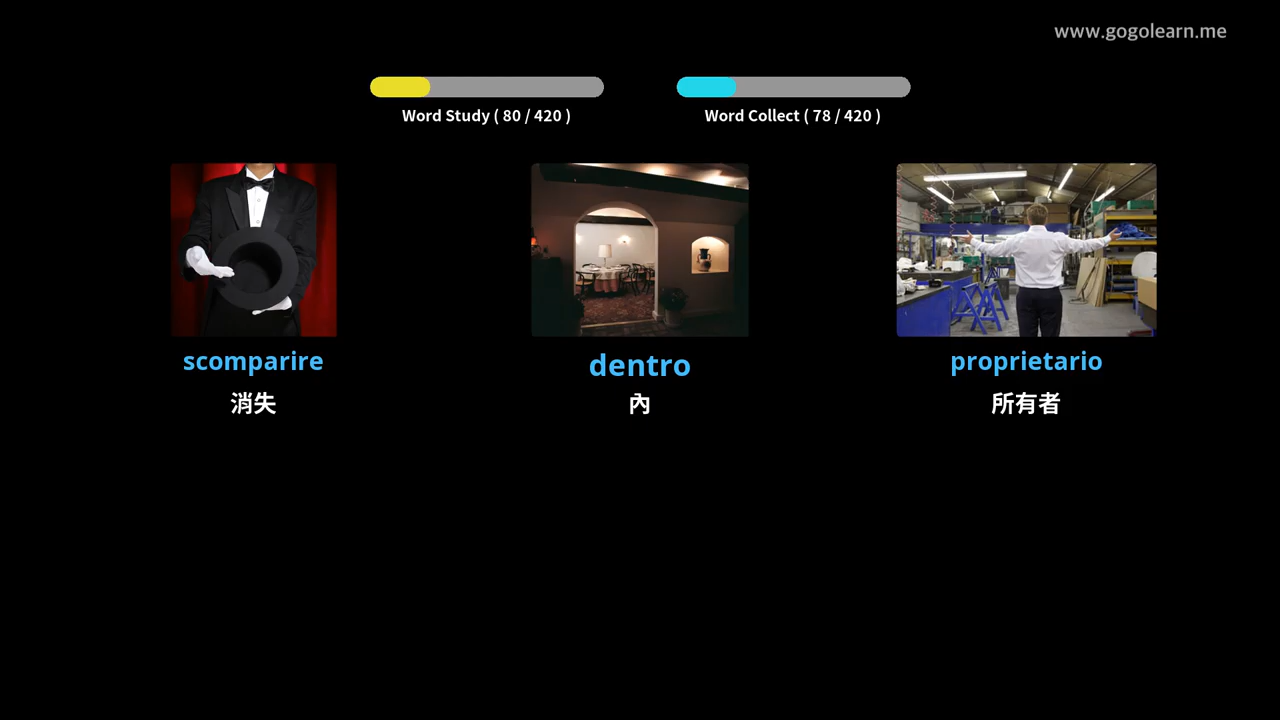 www.gogolearn.me
Word Study ( 80 / 420 )
Word Collect ( 78 / 420 )
scomparire
消失
dentro
內
proprietario
所有者